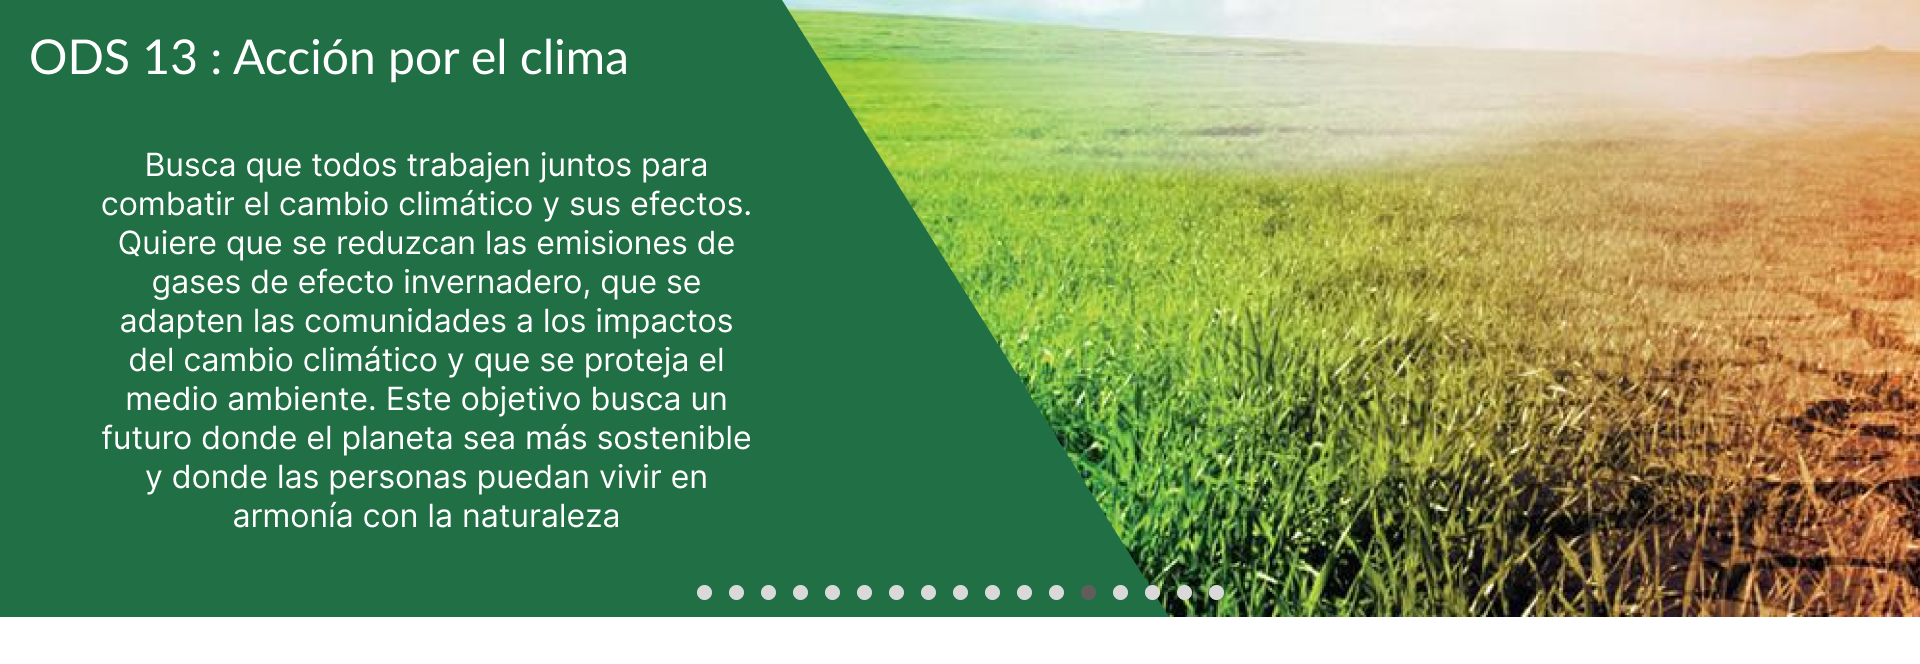 ODS 13 : Acción por el clima
Busca que todos trabajen juntos para
combatir el cambio climático y sus efectos.
Quiere que se reduzcan las emisiones de
gases de efecto invernadero, que se
adapten las comunidades a los impactos
del cambio climático y que se proteja el
medio ambiente. Este objetivo busca un
futuro donde el planeta sea más sostenible
y donde las personas puedan vivir en
armonía con la naturaleza